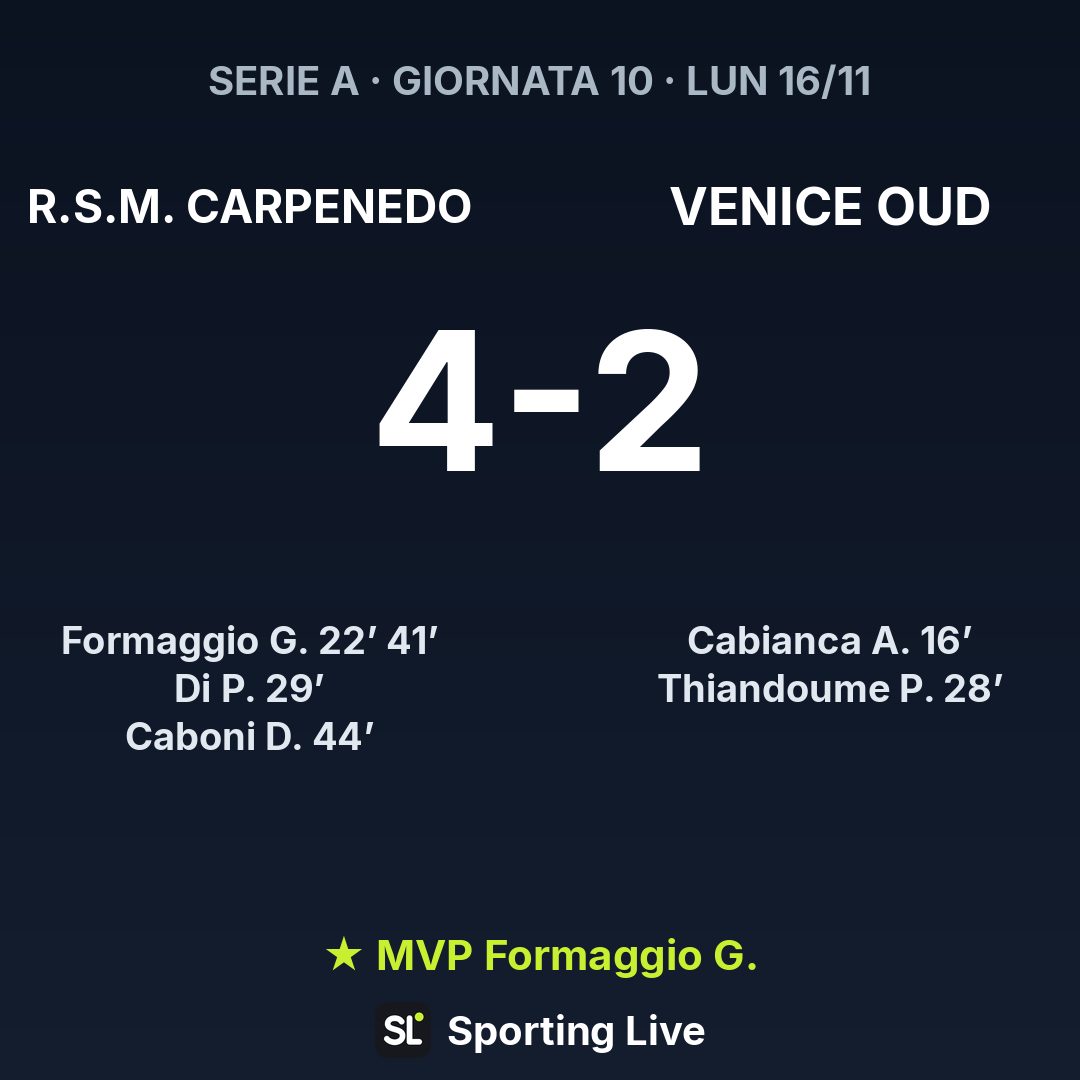 SERIE A · GIORNATA 10 · LUN 16/11
R.S.M. CARPENEDO
VENICE OUD
4-2
Formaggio G. 22’ 41’
Di P. 29’
Caboni D. 44’
Cabianca A. 16’
Thiandoume P. 28’
★ MVP Formaggio G.
SL Sporting Live